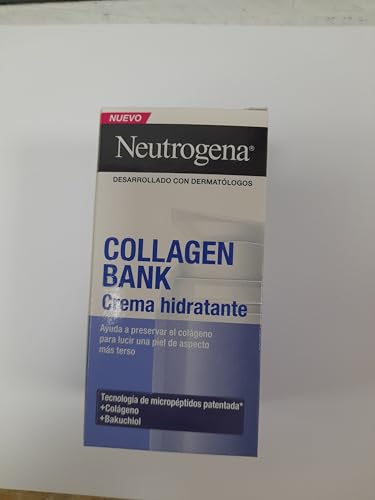 NUEVO
Neutrogena®
DESARROLLADO CON DERMATÓLOGOS
COLLAGEN
BANK
Crema hidratante
Ayuda a preservar el colágeno
para lucir una piel de aspecto
más terso
Tecnología de micropéptidos patentada*
+Colágeno
+Bakuchiol